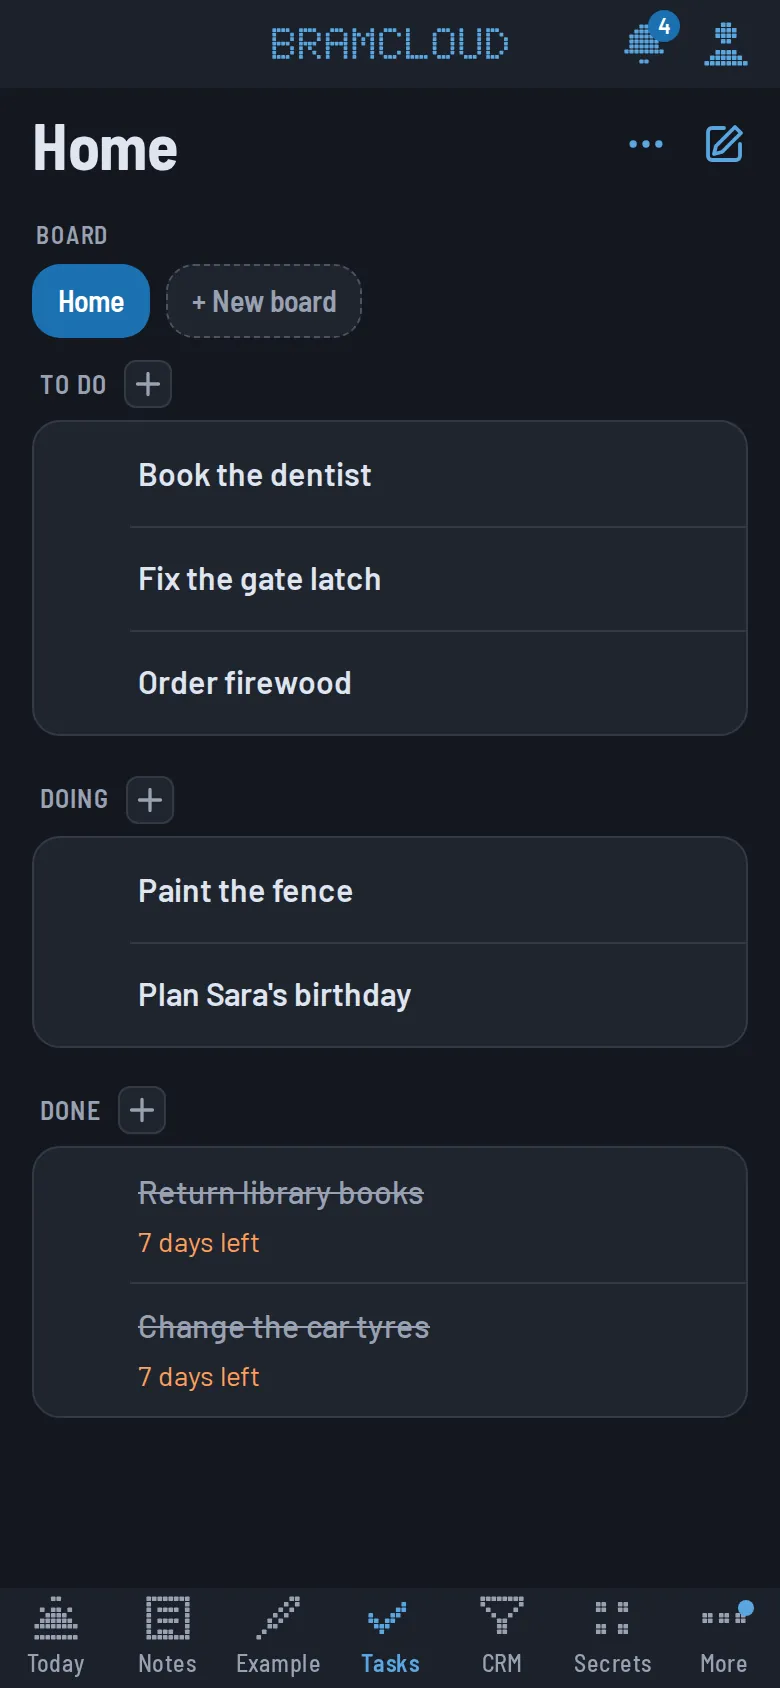 BRAMCLOUD
4
Home
BOARD
Home
+ New board
TO DO
Book the dentist
Fix the gate latch
Order firewood
DOING
Paint the fence
Plan Sara's birthday
DONE
Return library books
7 days left
Change the car tyres
7 days left
Today Notes Example Tasks CRM Secrets More